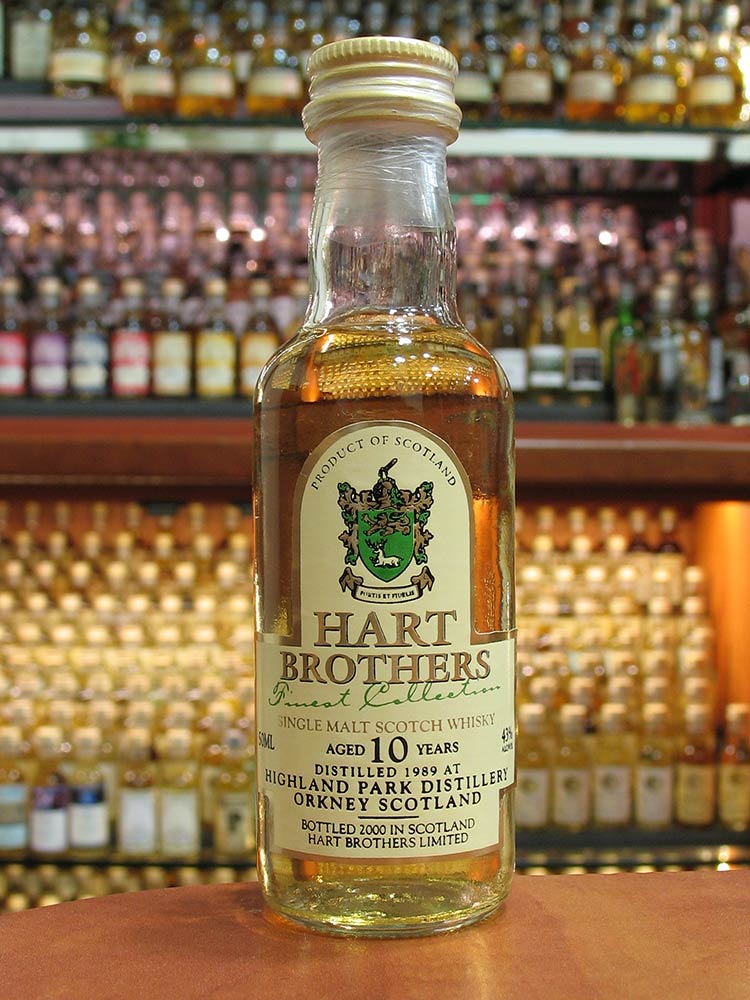 PRODUCT OF SCOTLAND
FORTIS ET FIDELIS
HART
BROTHERS
Finest Collection
SINGLE MALT SCOTCH WHISKY
50ML
AGED 10 YEARS
43%
DISTILLED 1989 AT
HIGHLAND PARK DISTILLERY
ORKNEY SCOTLAND
BOTTLED 2000 IN SCOTLAND
HART BROTHERS LIMITED